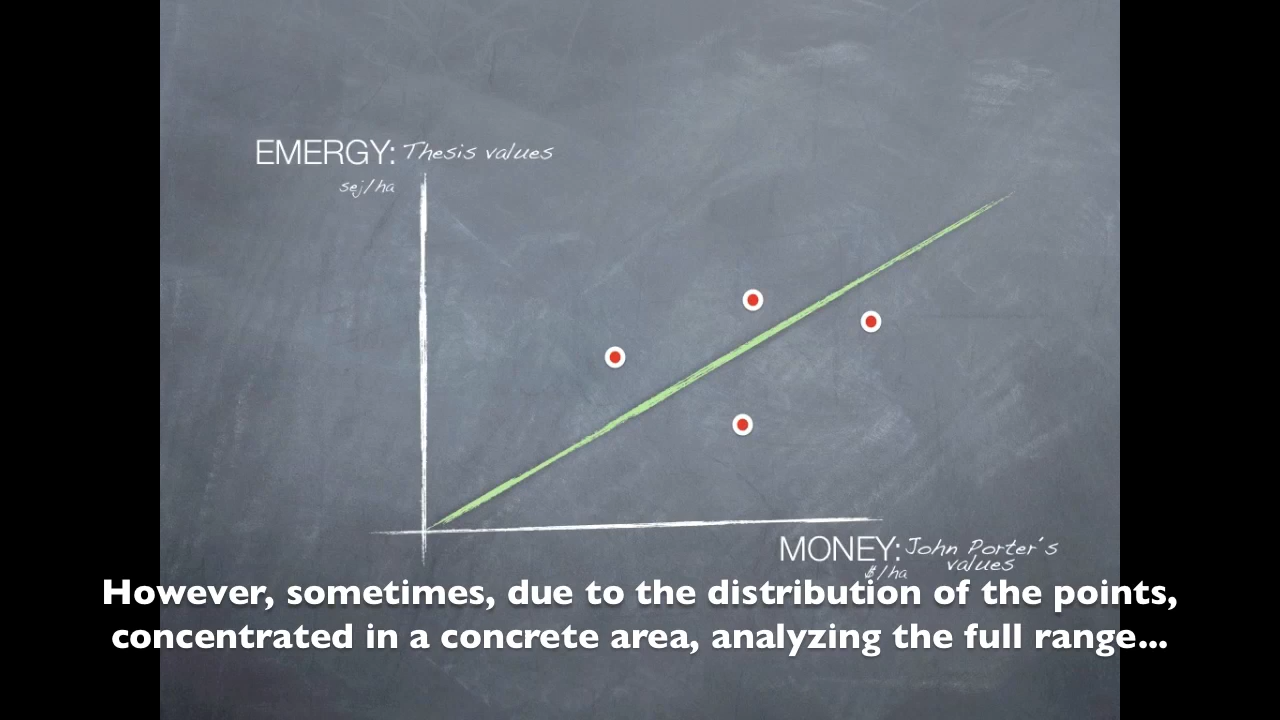 EMERGY: Thesis values
sej/ha
MONEY: John Porter's
values
$/ha
However, sometimes, due to the distribution of the points,
concentrated in a concrete area, analyzing the full range...